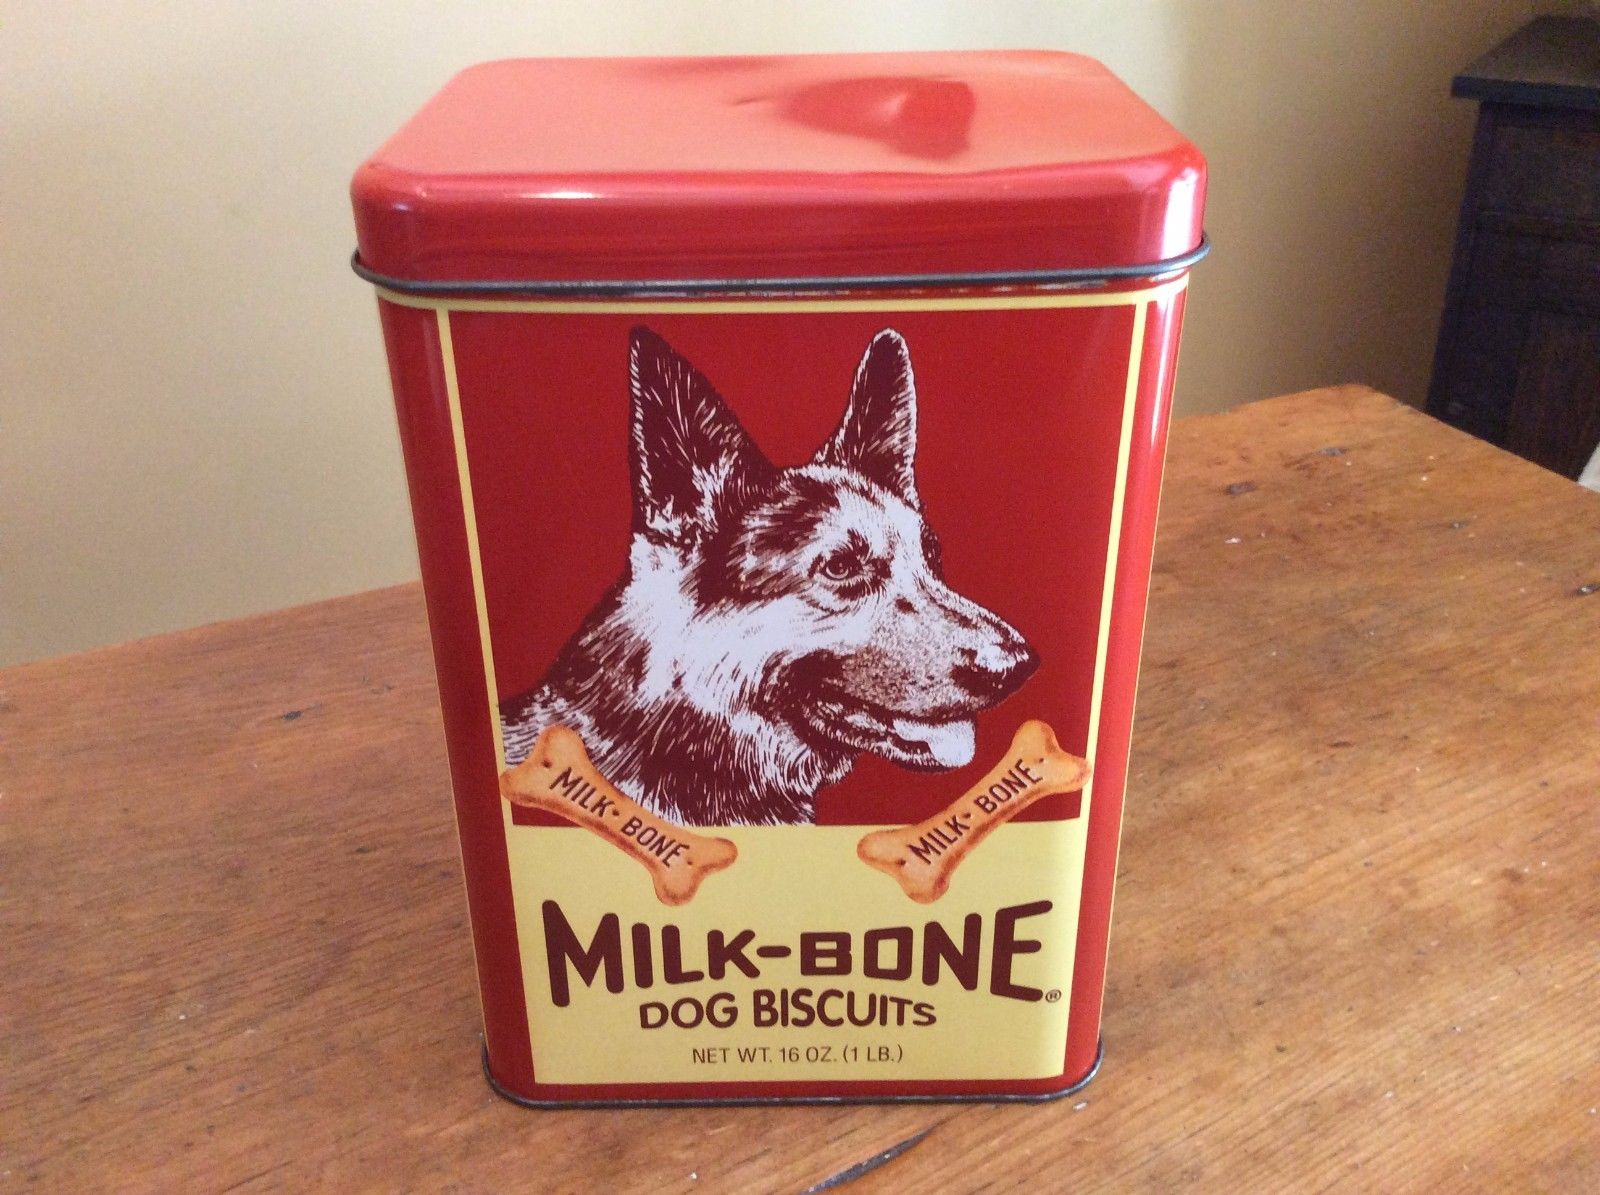 MILK-BONE
MILK-BONE
MILK-BONE®
DOG BISCUITS
NET WT. 16 OZ. (1 LB.)